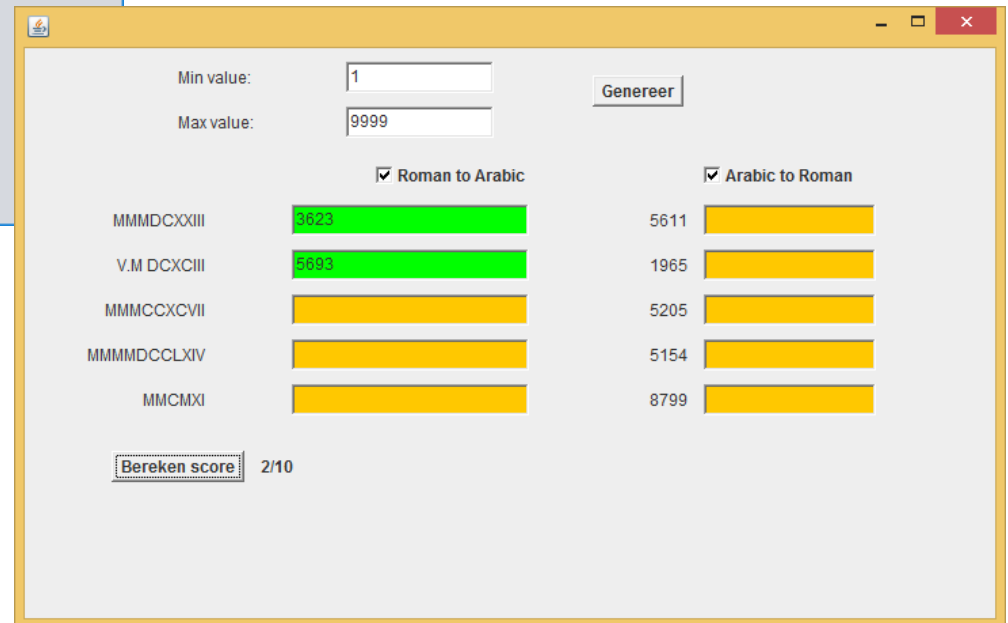 Min value: 1
Genereer
Max value: 9999
Roman to Arabic Arabic to Roman
MMMDCXXIII 3623 5611
V.M DCXCIII 5693 1965
MMMCCXCVII 5205
MMMMDCCLXIV 5154
MMCMXI 8799
Bereken score 2/10